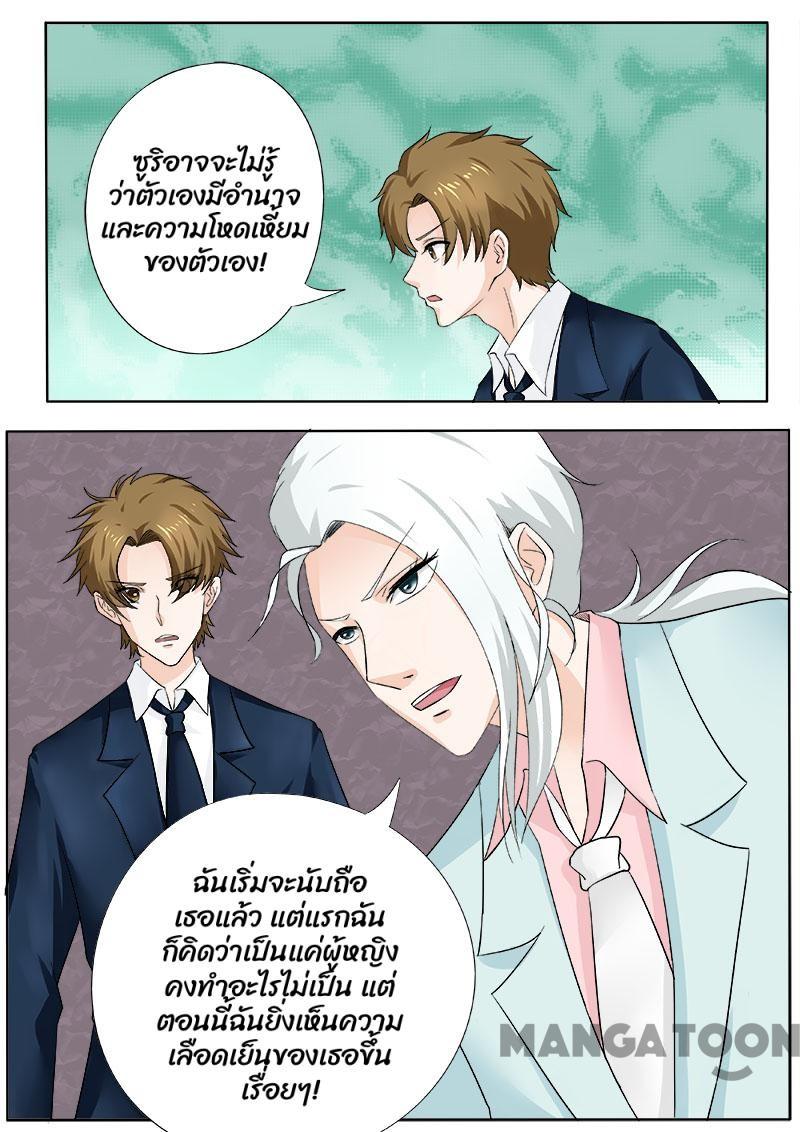 ซูริอาจจะไม่รู้
ว่าตัวเองมีอำนาจ
และความโหดเหี้ยม
ของตัวเอง!
ฉันเริ่มจะนับถือ
เธอแล้ว แต่แรกฉัน
ก็คิดว่าเป็นแค่ผู้หญิง
คงทำอะไรไม่เป็น แต่
ตอนนี้ฉันยิ่งเห็นความ
เลือดเย็นของเธอขึ้น
เรื่อยๆ!
MANGATOON